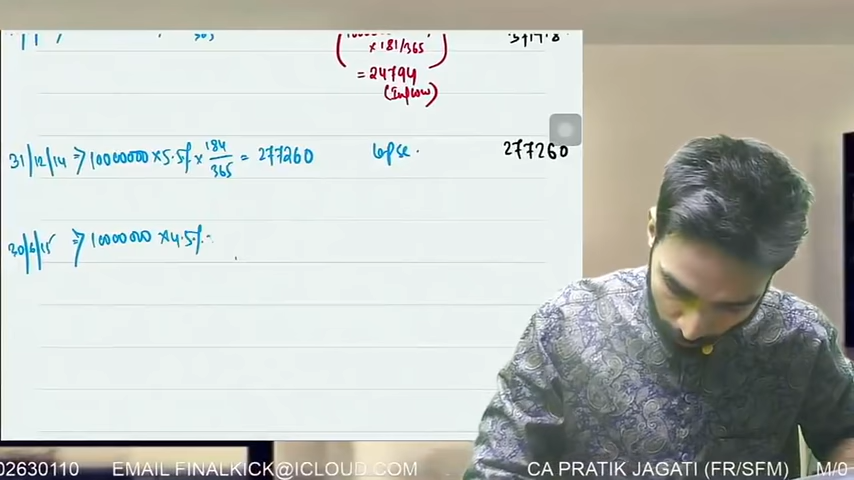 × 181/365
= 24794
(Inflow)
31/12/14 => 10000000 × 5.5% × 184/365 = 277260 lapse. 277260
30/6/15 => 10000000 × 4.5%
02630110 EMAIL FINALKICK@ICLOUD.COM CA PRATIK JAGATI (FR/SFM) M/0